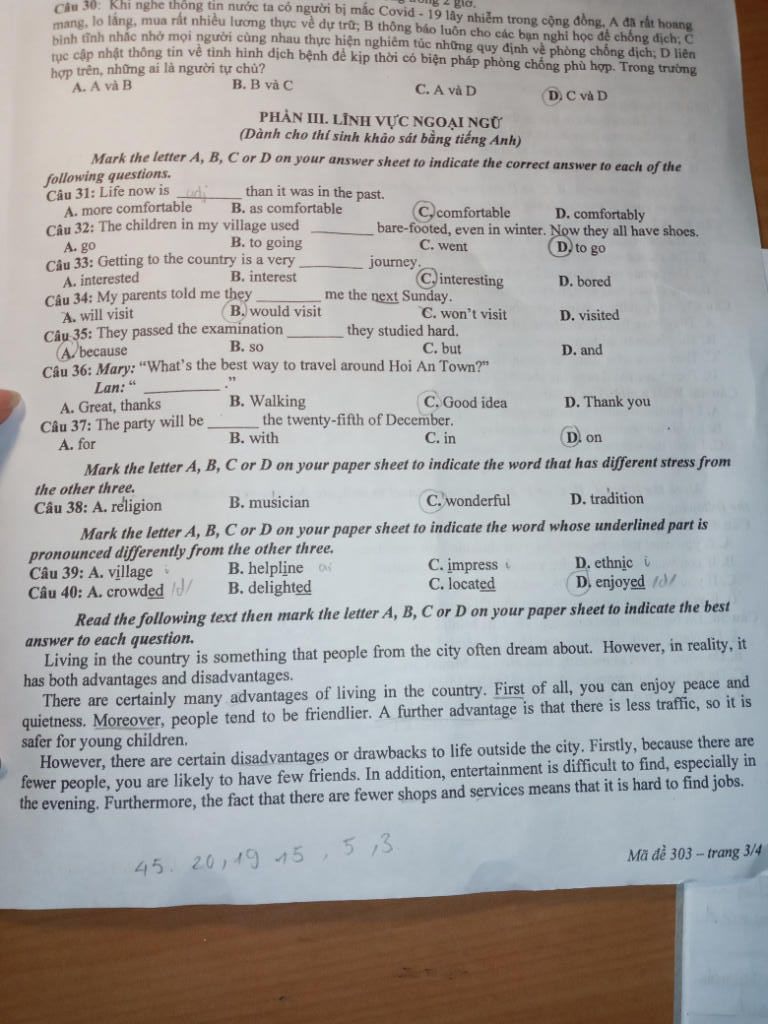 trong 2 giờ.
Câu 30: Khi nghe thông tin nước ta có người bị mắc Covid - 19 lây nhiễm trong cộng đồng, A đã rất hoang
mang, lo lắng, mua rất nhiều lương thực về dự trữ; B thông báo luôn cho các bạn nghỉ học để chống dịch; C
bình tĩnh nhắc nhở mọi người cùng nhau thực hiện nghiêm túc những quy định về phòng chống dịch; D liên
tục cập nhật thông tin về tình hình dịch bệnh để kịp thời có biện pháp phòng chống phù hợp. Trong trường
hợp trên, những ai là người tự chủ?
A. A và B B. B và C C. A và D D. C và D
PHẦN III. LĨNH VỰC NGOẠI NGỮ
(Dành cho thí sinh khảo sát bằng tiếng Anh)
Mark the letter A, B, C or D on your answer sheet to indicate the correct answer to each of the
following questions.
Câu 31: Life now is ___adj___ than it was in the past.
A. more comfortable B. as comfortable C. comfortable D. comfortably
Câu 32: The children in my village used ________ bare-footed, even in winter. Now they all have shoes.
A. go B. to going C. went D. to go
Câu 33: Getting to the country is a very ________ journey.
A. interested B. interest C. interesting D. bored
Câu 34: My parents told me they ________ me the next Sunday.
A. will visit B. would visit C. won't visit D. visited
Câu 35: They passed the examination _______ they studied hard.
A. because B. so C. but D. and
Câu 36: Mary: "What's the best way to travel around Hoi An Town?"
Lan: " _________ ."
A. Great, thanks B. Walking C. Good idea D. Thank you
Câu 37: The party will be ______ the twenty-fifth of December.
A. for B. with C. in D. on
Mark the letter A, B, C or D on your paper sheet to indicate the word that has different stress from
the other three.
Câu 38: A. religion B. musician C. wonderful D. tradition
Mark the letter A, B, C or D on your paper sheet to indicate the word whose underlined part is
pronounced differently from the other three.
Câu 39: A. village i B. helpline ai C. impress i D. ethnic i
Câu 40: A. crowded /d/ B. delighted C. located D. enjoyed /d/
Read the following text then mark the letter A, B, C or D on your paper sheet to indicate the best
answer to each question.
Living in the country is something that people from the city often dream about. However, in reality, it
has both advantages and disadvantages.
There are certainly many advantages of living in the country. First of all, you can enjoy peace and
quietness. Moreover, people tend to be friendlier. A further advantage is that there is less traffic, so it is
safer for young children.
However, there are certain disadvantages or drawbacks to life outside the city. Firstly, because there are
fewer people, you are likely to have few friends. In addition, entertainment is difficult to find, especially in
the evening. Furthermore, the fact that there are fewer shops and services means that it is hard to find jobs.
45. 20, 19 15, 5, 3
Mã đề 303 – trang 3/4